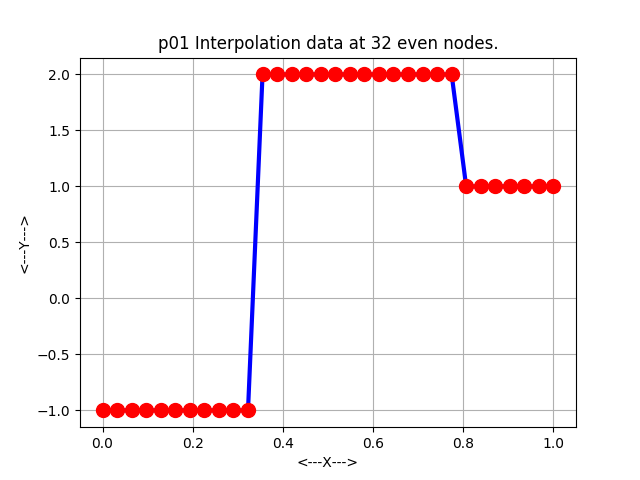 p01 Interpolation data at 32 even nodes.
2.0
1.5
1.0
0.5
0.0
−0.5
−1.0
<---Y--->
0.0 0.2 0.4 0.6 0.8 1.0
<---X--->